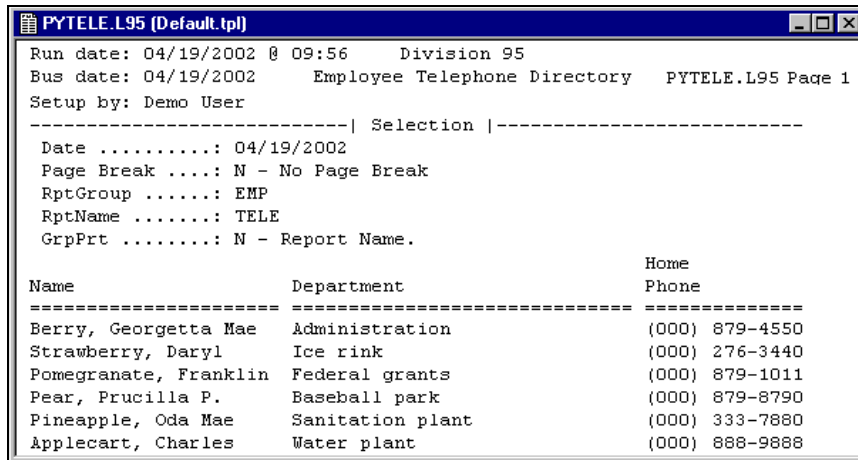 PYTELE.L95 (Default.tpl)
Run date: 04/19/2002 @ 09:56 Division 95
Bus date: 04/19/2002 Employee Telephone Directory PYTELE.L95 Page 1
Setup by: Demo User
----------------------------| Selection |---------------------------
Date ..........: 04/19/2002
Page Break ....: N - No Page Break
RptGroup ......: EMP
RptName .......: TELE
GrpPrt ........: N - Report Name.
Home
Name Department Phone
====================== ============================== ==============
Berry, Georgetta Mae Administration (000) 879-4550
Strawberry, Daryl Ice rink (000) 276-3440
Pomegranate, Franklin Federal grants (000) 879-1011
Pear, Prucilla P. Baseball park (000) 879-8790
Pineapple, Oda Mae Sanitation plant (000) 333-7880
Applecart, Charles Water plant (000) 888-9888